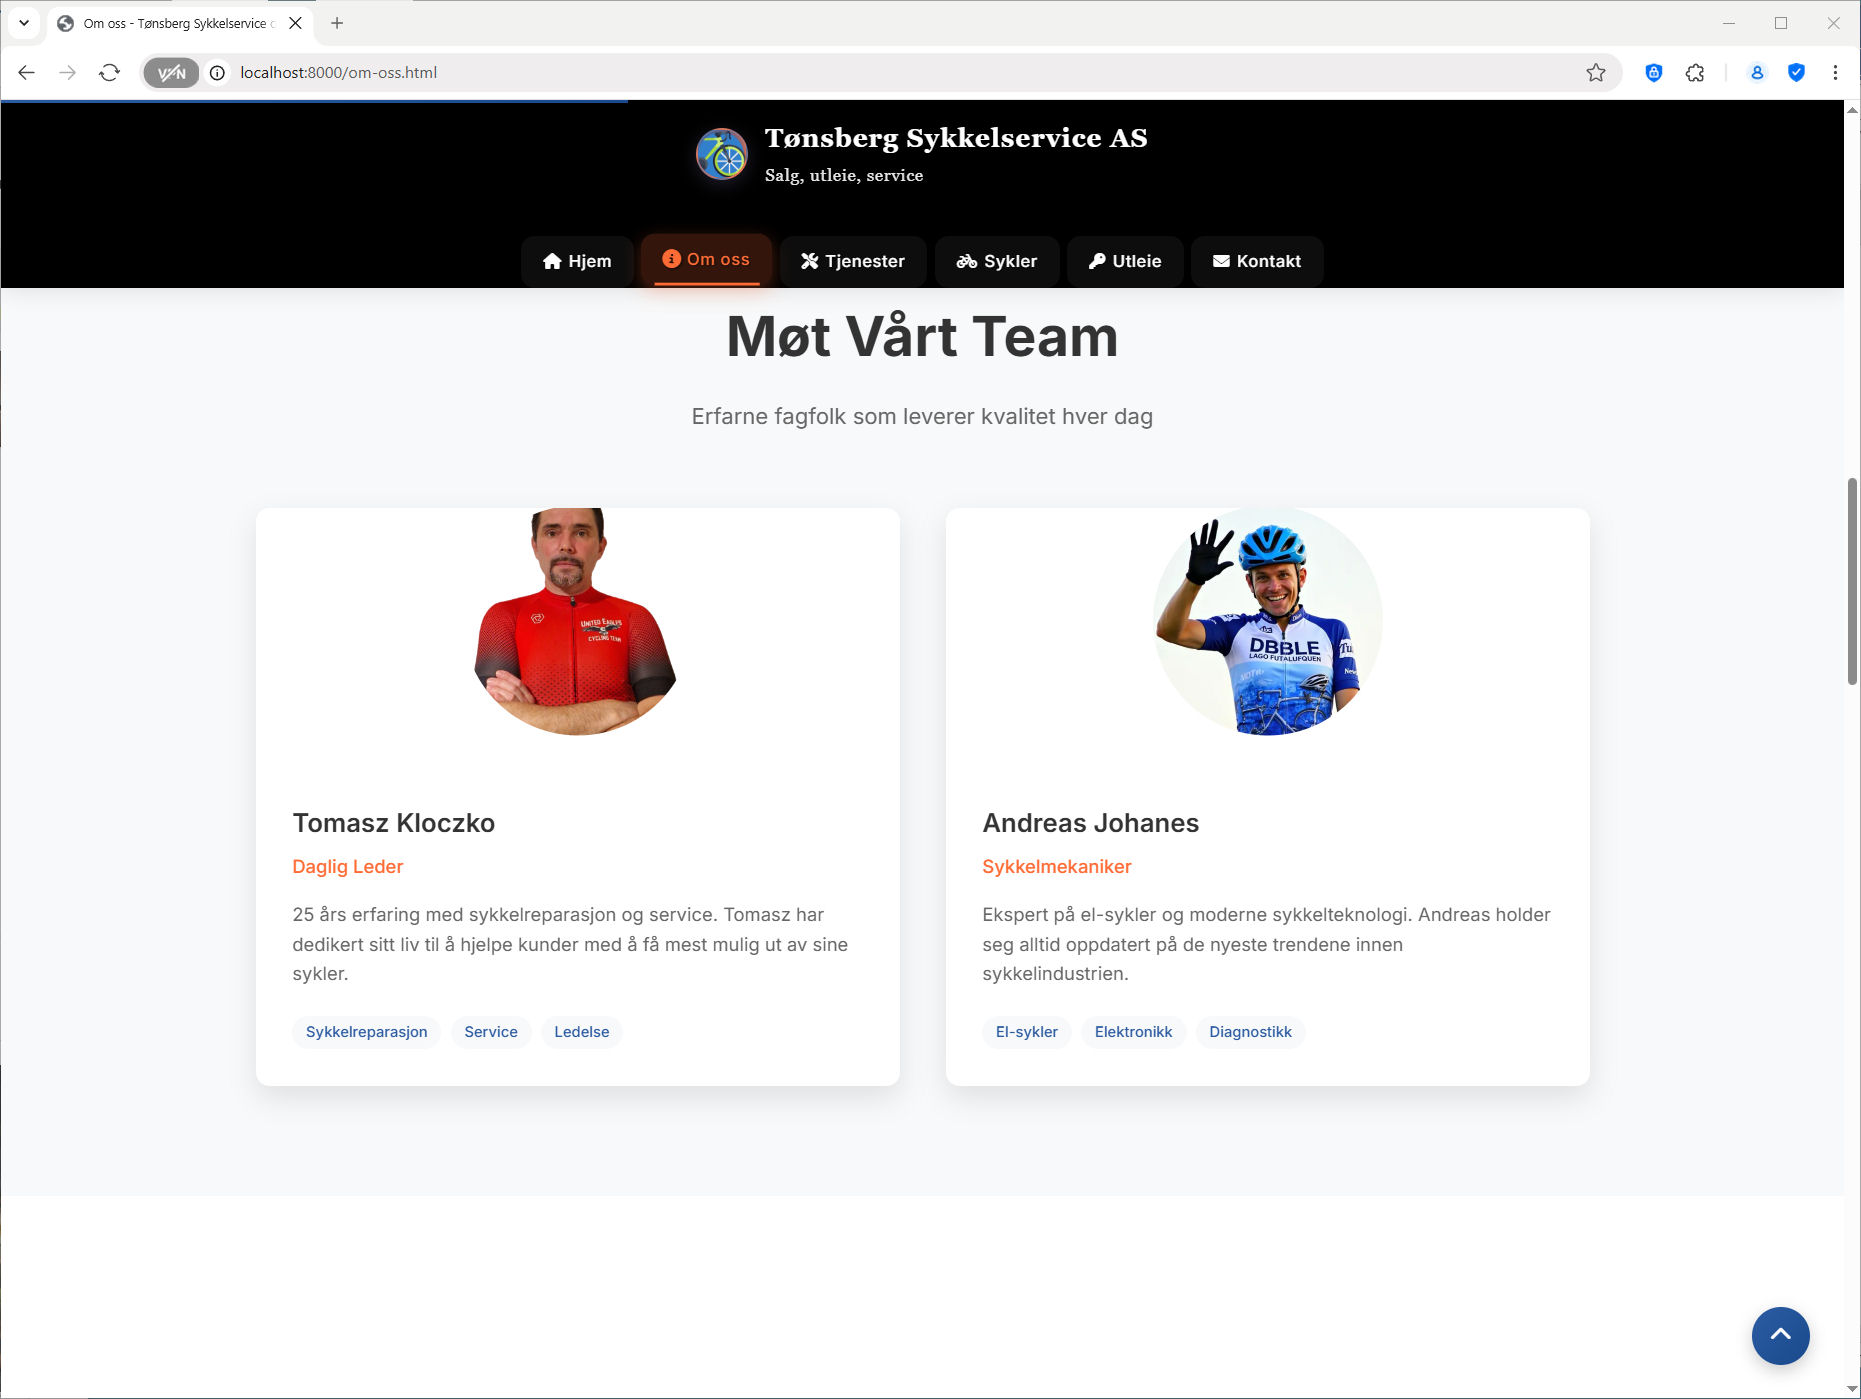 Om oss - Tønsberg Sykkelservice
VPN
localhost:8000/om-oss.html
Tønsberg Sykkelservice AS
Salg, utleie, service
Hjem
Om oss
Tjenester
Sykler
Utleie
Kontakt
Møt Vårt Team
Erfarne fagfolk som leverer kvalitet hver dag
UNITED EAGLES
CYCLING TEAM
Tomasz Kloczko
Daglig Leder
25 års erfaring med sykkelreparasjon og service. Tomasz har
dedikert sitt liv til å hjelpe kunder med å få mest mulig ut av sine
sykler.
Sykkelreparasjon
Service
Ledelse
DBBLE
LAGO FUTALUFQUEN
Andreas Johanes
Sykkelmekaniker
Ekspert på el-sykler og moderne sykkelteknologi. Andreas holder
seg alltid oppdatert på de nyeste trendene innen
sykkelindustrien.
El-sykler
Elektronikk
Diagnostikk